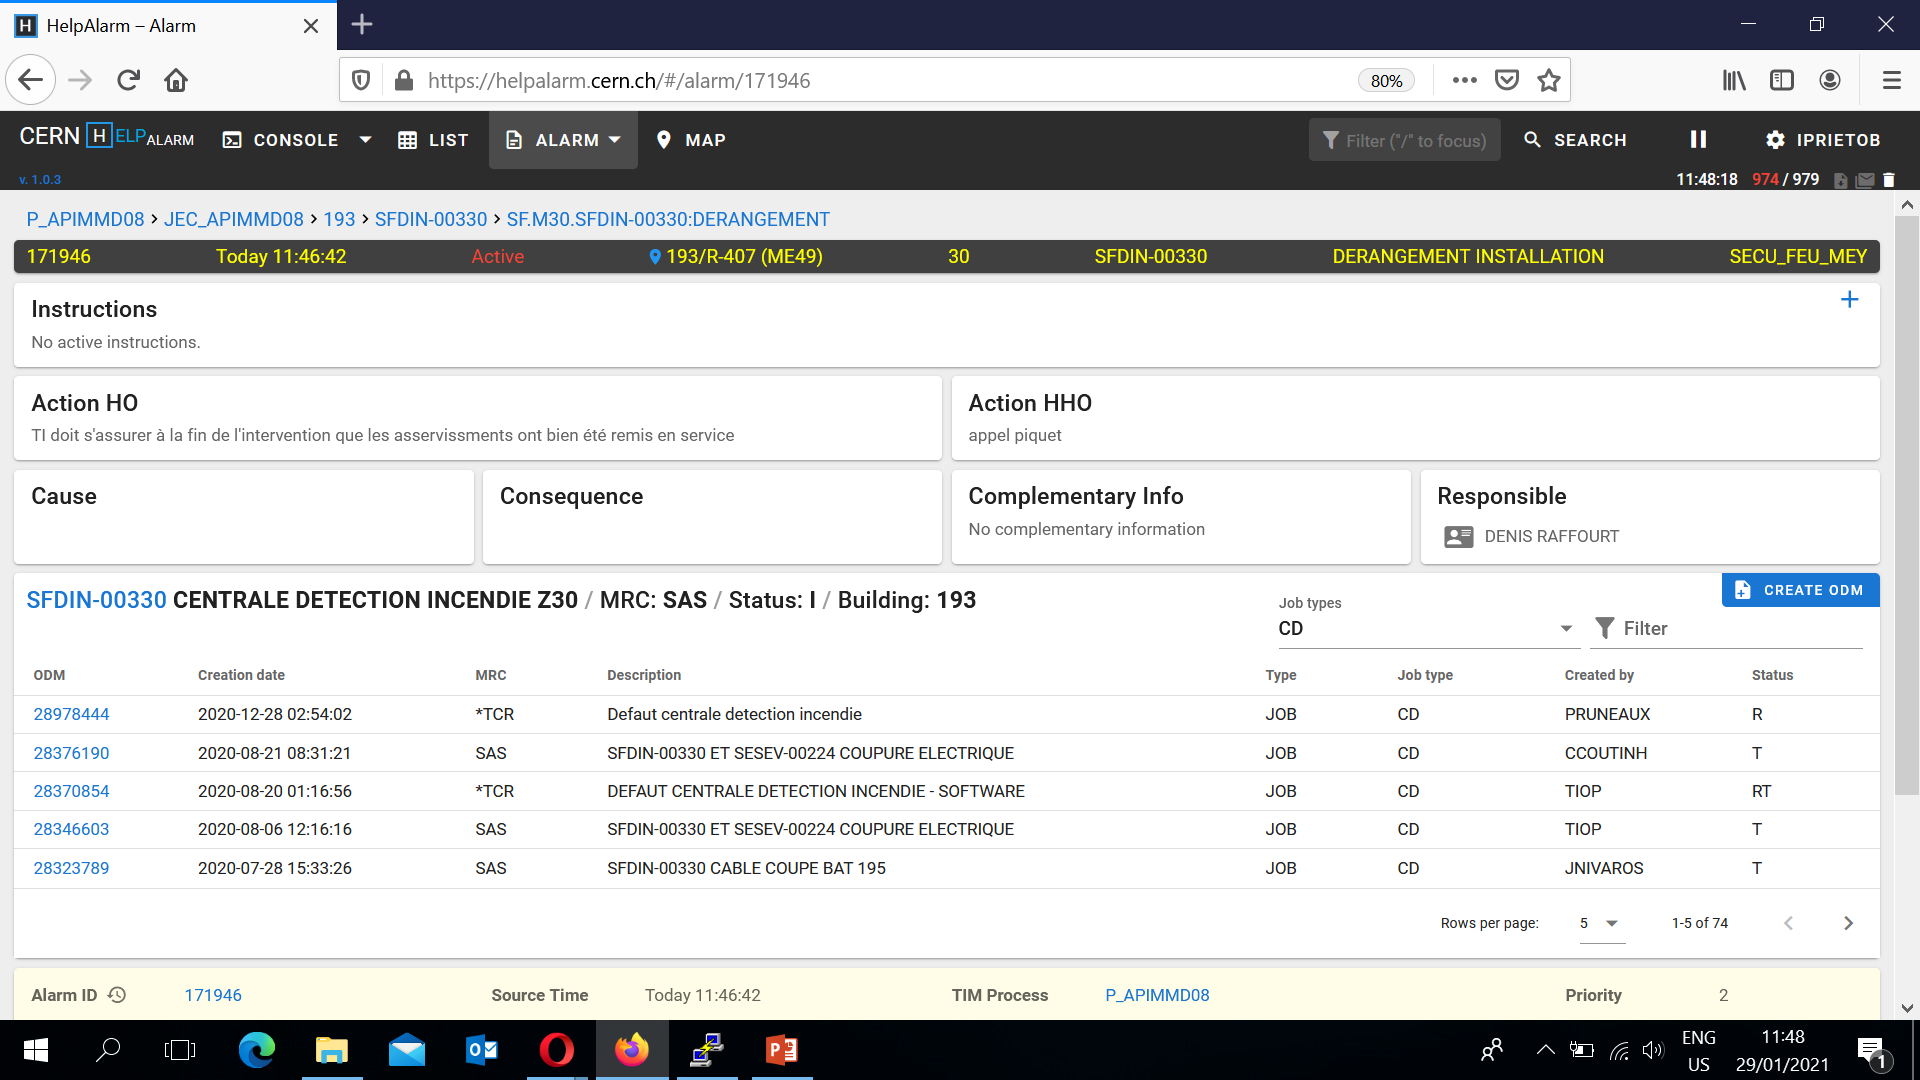 HelpAlarm – Alarm
https://helpalarm.cern.ch/#/alarm/171946
80%
CERN HELPALARM
CONSOLE
LIST
ALARM
MAP
Filter ("/" to focus)
SEARCH
IPRIETOB
v. 1.0.3
11:48:18 974 / 979
P_APIMMD08 › JEC_APIMMD08 › 193 › SFDIN-00330 › SF.M30.SFDIN-00330:DERANGEMENT
171946 Today 11:46:42 Active 193/R-407 (ME49) 30 SFDIN-00330 DERANGEMENT INSTALLATION SECU_FEU_MEY
Instructions
No active instructions.
Action HO
TI doit s'assurer à la fin de l'intervention que les asservissments ont bien été remis en service
Action HHO
appel piquet
Cause
Consequence
Complementary Info
No complementary information
Responsible
DENIS RAFFOURT
SFDIN-00330 CENTRALE DETECTION INCENDIE Z30 / MRC: SAS / Status: I / Building: 193
CREATE ODM
Job types
CD
Filter
ODM Creation date MRC Description Type Job type Created by Status
28978444 2020-12-28 02:54:02 *TCR Defaut centrale detection incendie JOB CD PRUNEAUX R
28376190 2020-08-21 08:31:21 SAS SFDIN-00330 ET SESEV-00224 COUPURE ELECTRIQUE JOB CD CCOUTINH T
28370854 2020-08-20 01:16:56 *TCR DEFAUT CENTRALE DETECTION INCENDIE - SOFTWARE JOB CD TIOP RT
28346603 2020-08-06 12:16:16 SAS SFDIN-00330 ET SESEV-00224 COUPURE ELECTRIQUE JOB CD TIOP T
28323789 2020-07-28 15:33:26 SAS SFDIN-00330 CABLE COUPE BAT 195 JOB CD JNIVAROS T
Rows per page: 5 1-5 of 74
Alarm ID 171946 Source Time Today 11:46:42 TIM Process P_APIMMD08 Priority 2
ENG
US
11:48
29/01/2021
1